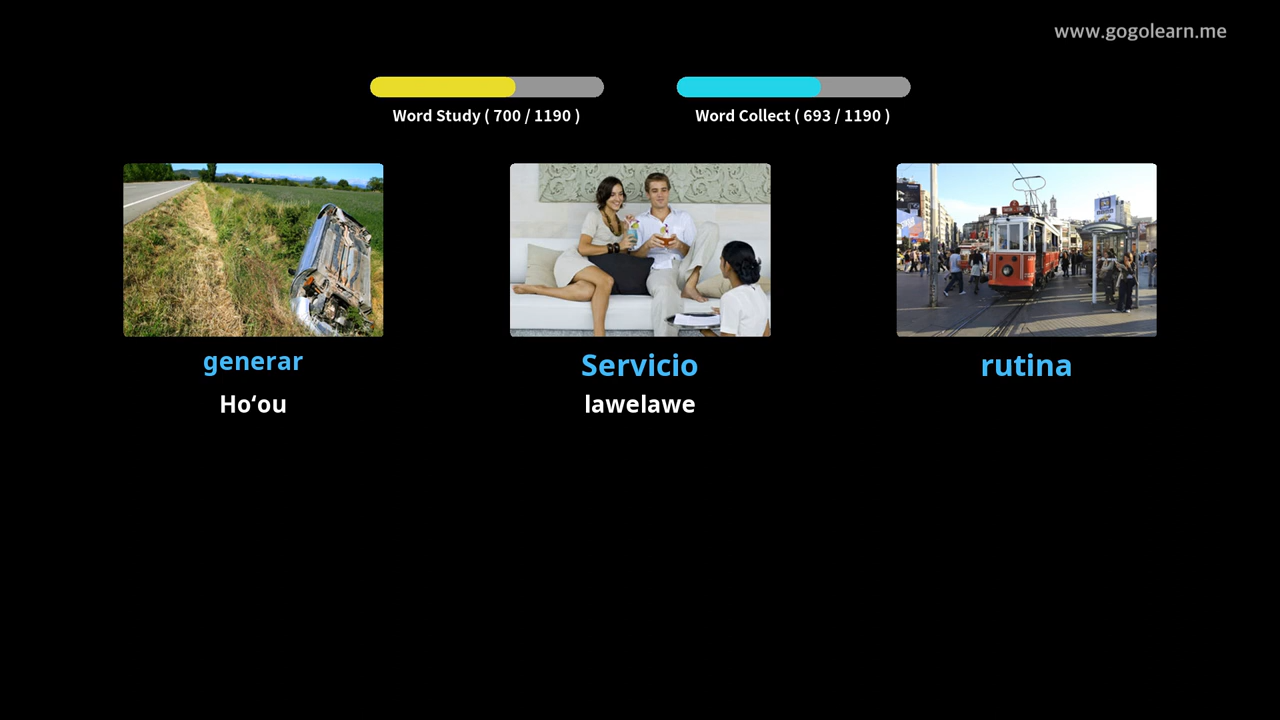 www.gogolearn.me
Word Study ( 700 / 1190 )
Word Collect ( 693 / 1190 )
generar
Servicio
rutina
Hoʻou
lawelawe